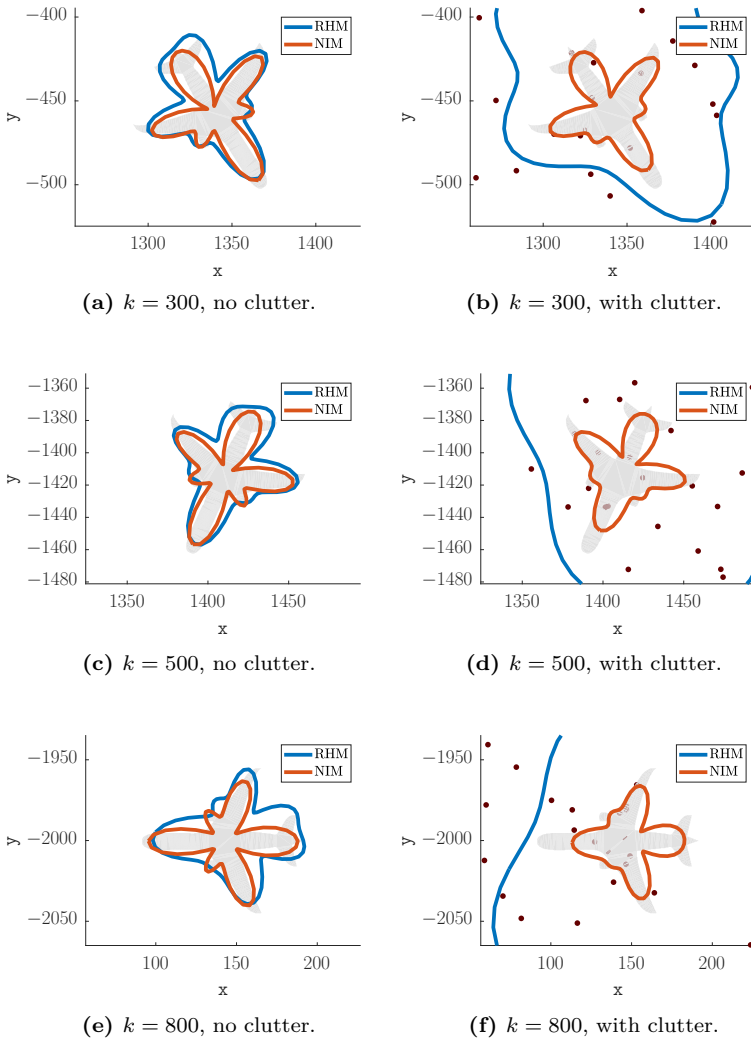 −400
−450
−500
y
1300
1350
1400
x
RHM
NIM
(a) k = 300, no clutter.
−400
−450
−500
y
1300
1350
1400
x
RHM
NIM
(b) k = 300, with clutter.
−1360
−1380
−1400
−1420
−1440
−1460
−1480
y
1350
1400
1450
x
RHM
NIM
(c) k = 500, no clutter.
−1360
−1380
−1400
−1420
−1440
−1460
−1480
y
1350
1400
1450
x
RHM
NIM
(d) k = 500, with clutter.
−1950
−2000
−2050
y
100
150
200
x
RHM
NIM
(e) k = 800, no clutter.
−1950
−2000
−2050
y
100
150
200
x
RHM
NIM
(f) k = 800, with clutter.